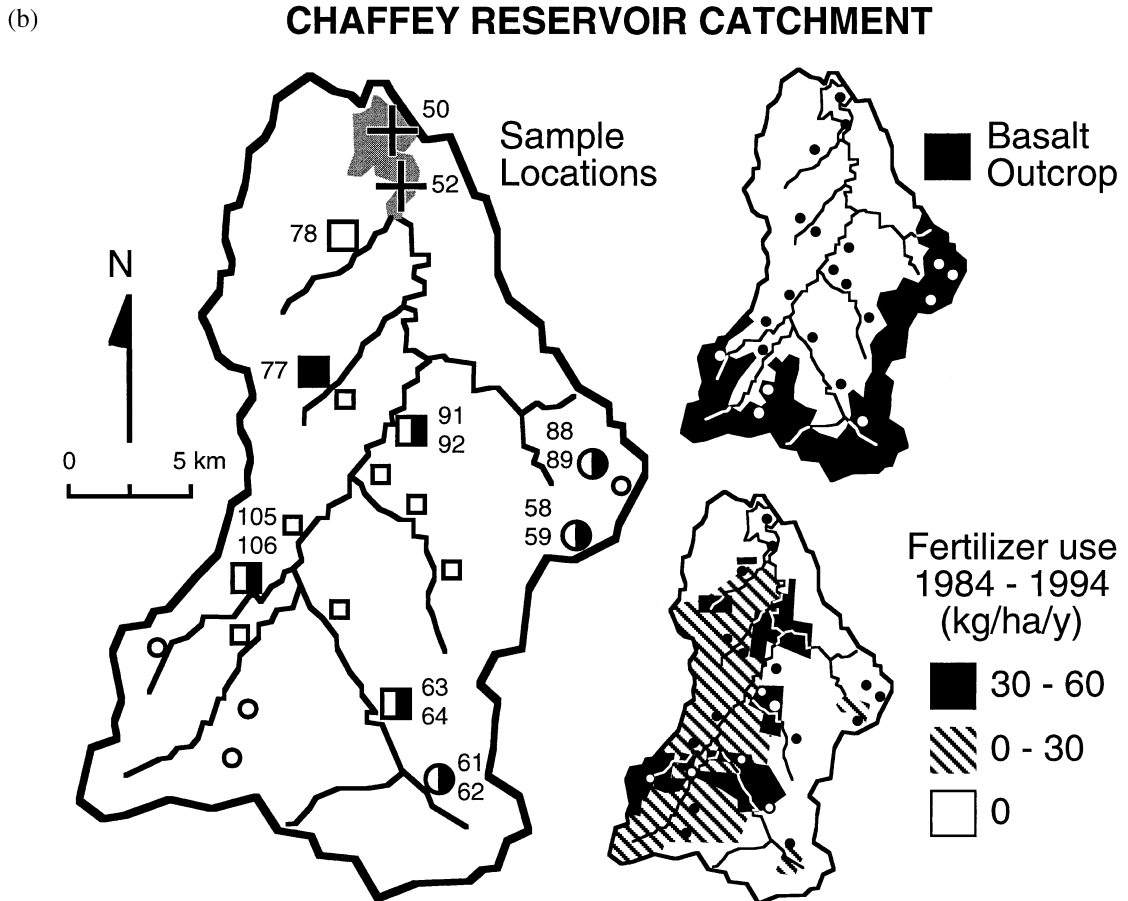 (b)
CHAFFEY RESERVOIR CATCHMENT
50
Sample
Locations
52
78
N
77
91
92
0 5 km
88
89
58
59
105
106
63
64
61
62
Basalt
Outcrop
Fertilizer use
1984 - 1994
(kg/ha/y)
30 - 60
0 - 30
0